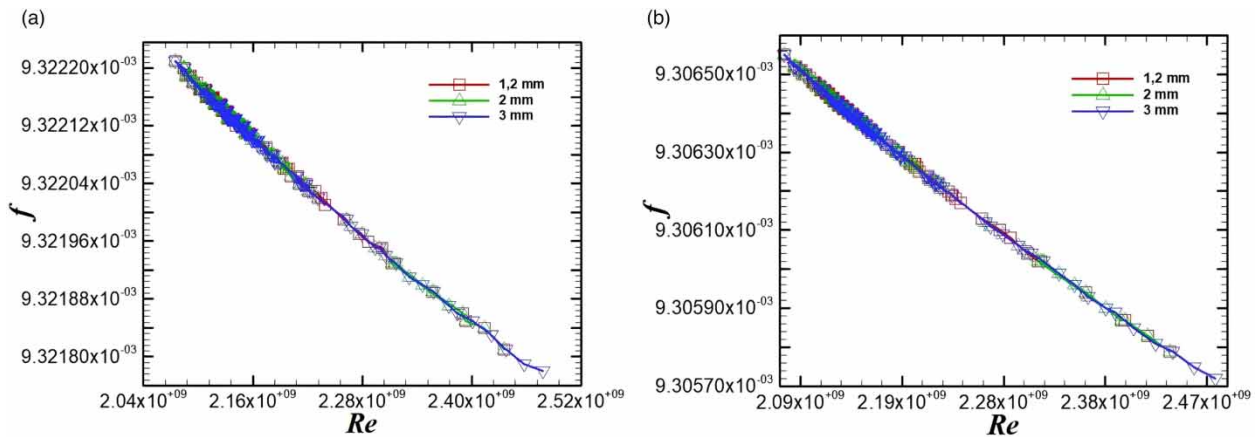 (a)
9.32220x10⁻⁰³
9.32212x10⁻⁰³
9.32204x10⁻⁰³
9.32196x10⁻⁰³
9.32188x10⁻⁰³
9.32180x10⁻⁰³
f
1,2 mm
2 mm
3 mm
2.04x10⁺⁰⁹ 2.16x10⁺⁰⁹ 2.28x10⁺⁰⁹ 2.40x10⁺⁰⁹ 2.52x10⁺⁰⁹
Re
(b)
9.30650x10⁻⁰³
9.30630x10⁻⁰³
9.30610x10⁻⁰³
9.30590x10⁻⁰³
9.30570x10⁻⁰³
f
1,2 mm
2 mm
3 mm
2.09x10⁺⁰⁹ 2.19x10⁺⁰⁹ 2.28x10⁺⁰⁹ 2.38x10⁺⁰⁹ 2.47x10⁺⁰⁹
Re